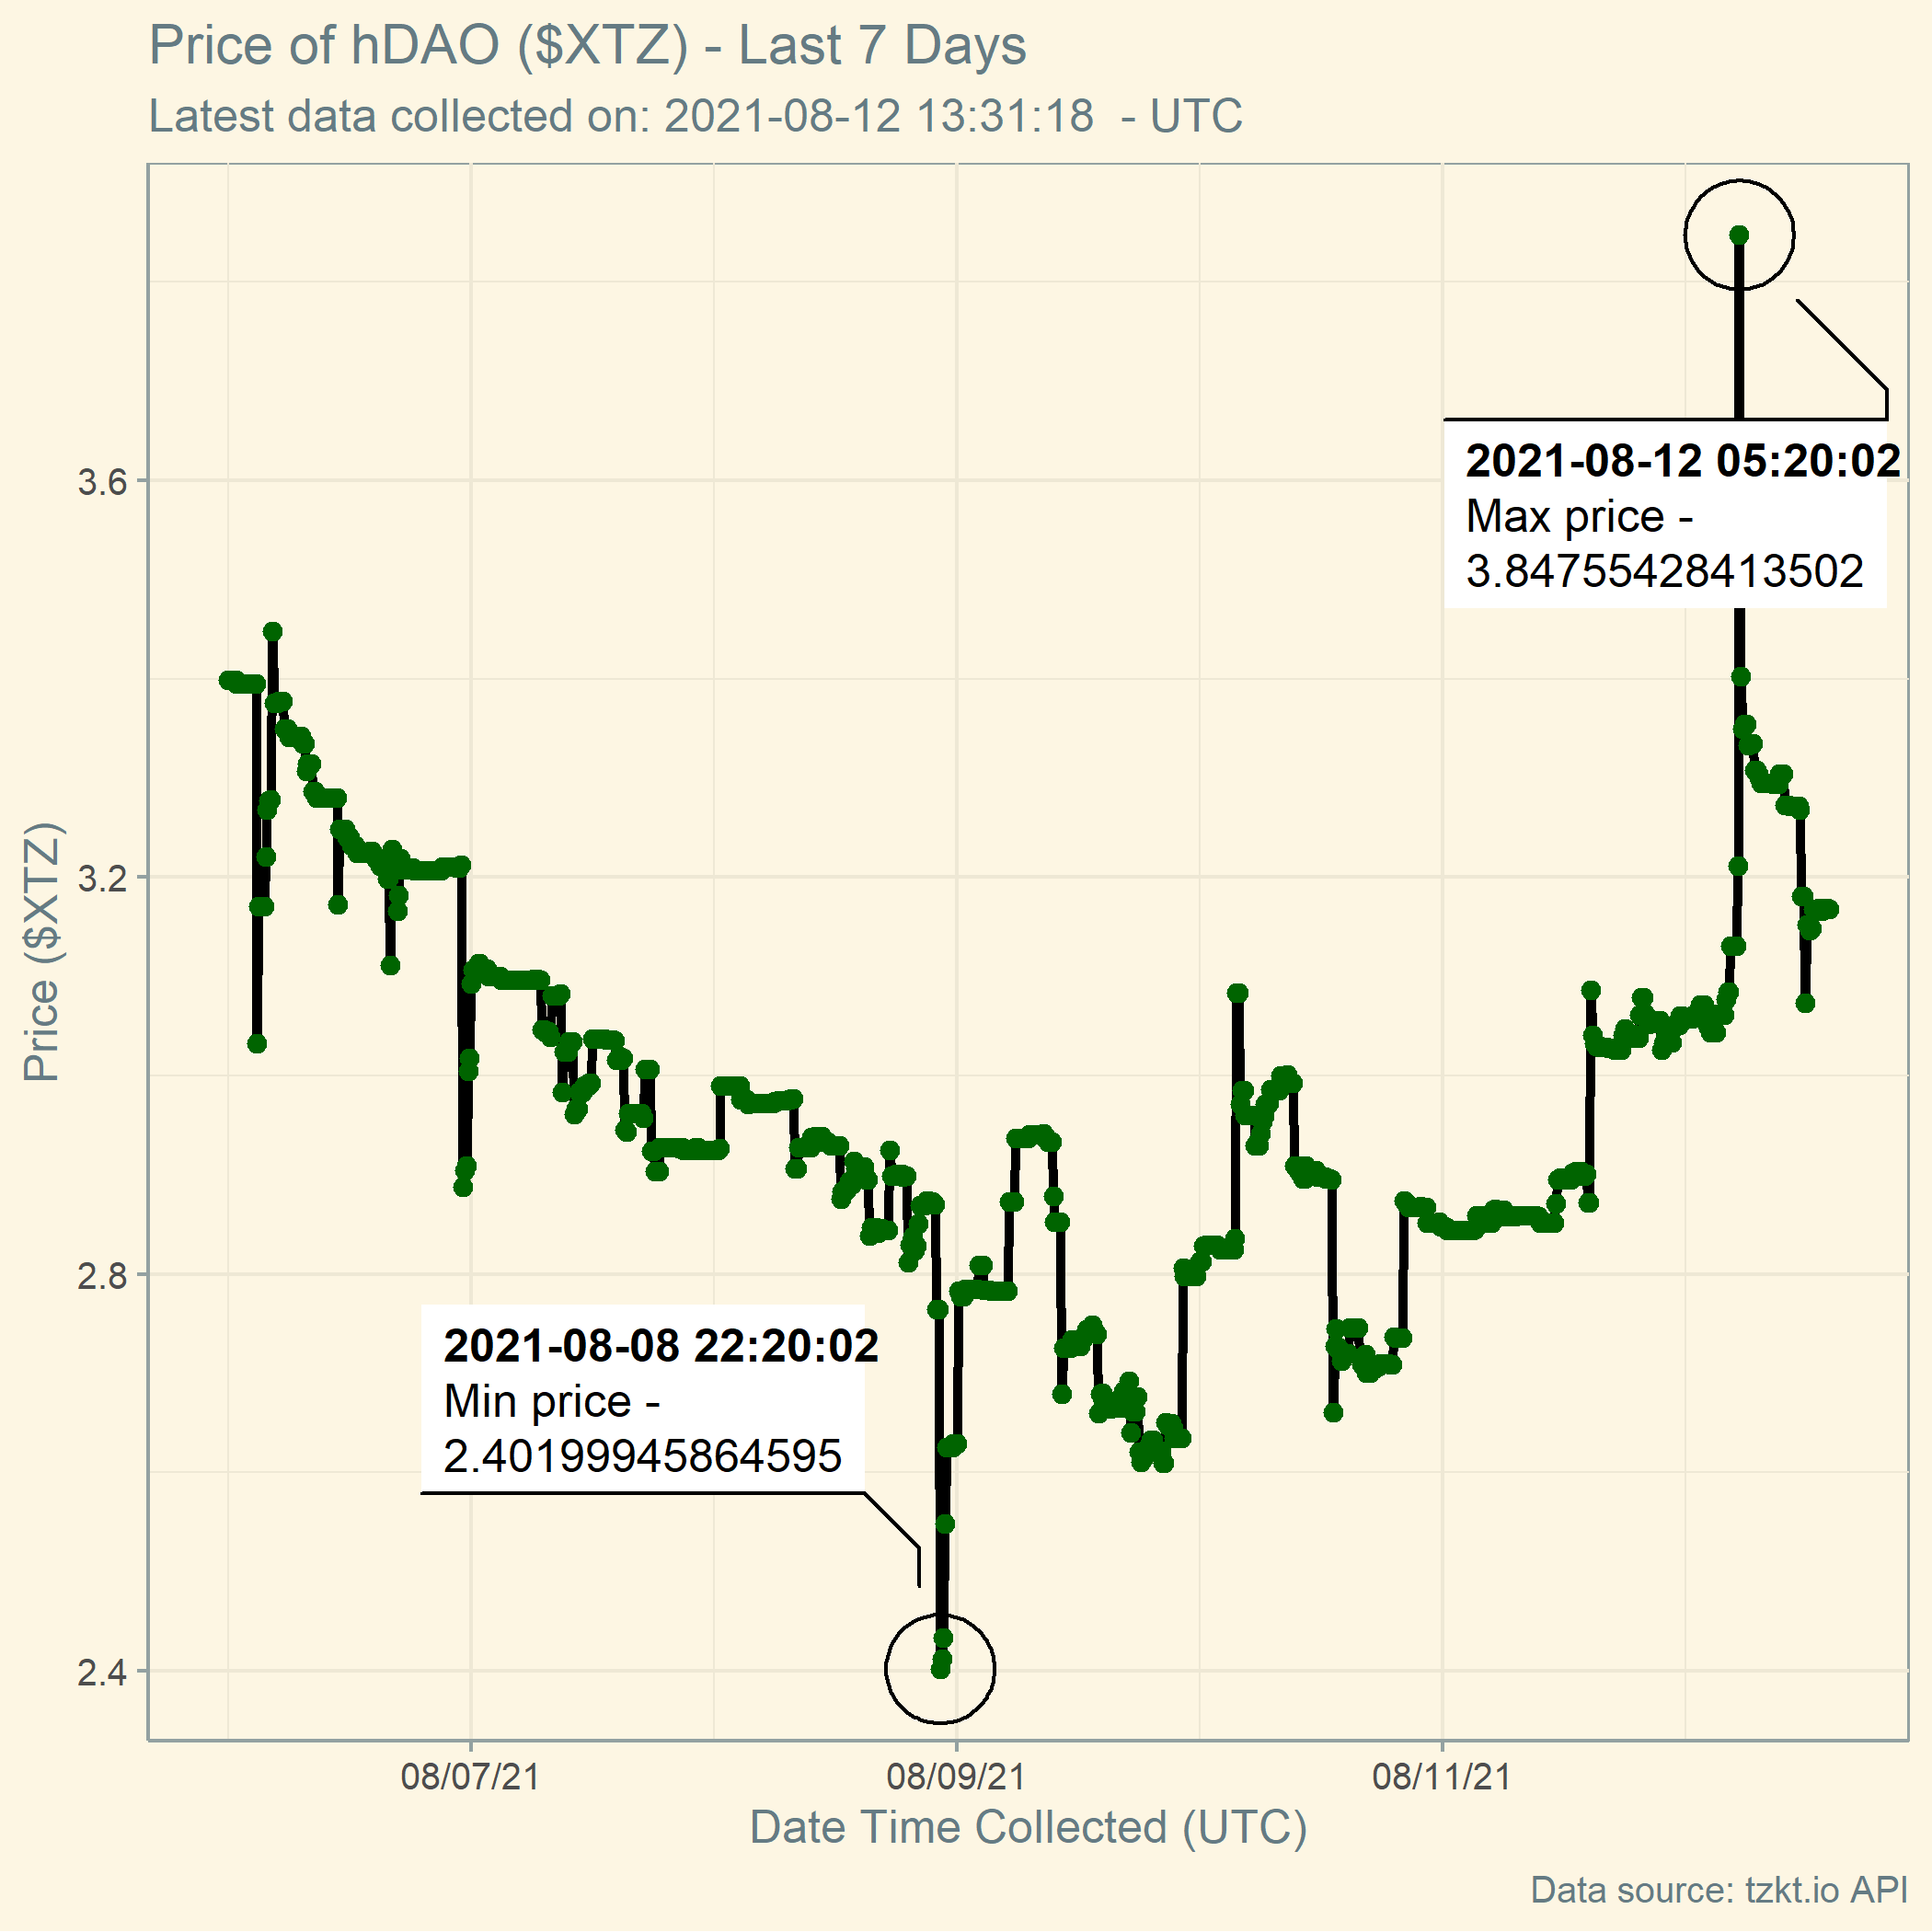 Price of hDAO ($XTZ) - Last 7 Days
Latest data collected on: 2021-08-12 13:31:18  - UTC
2021-08-12 05:20:02
Max price -
3.84755428413502
3.6
3.2
2.8
2.4
Price ($XTZ)
2021-08-08 22:20:02
Min price -
2.40199945864595
08/07/21
08/09/21
08/11/21
Date Time Collected (UTC)
Data source: tzkt.io API